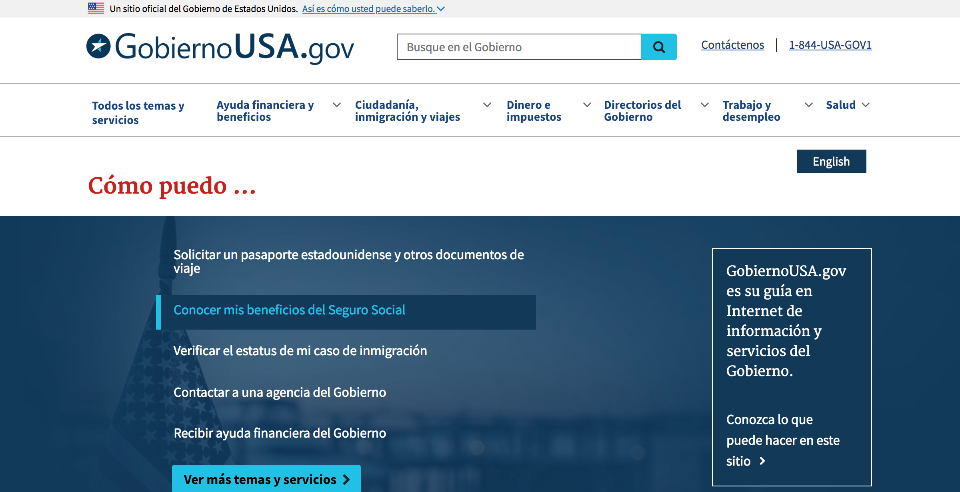 Un sitio oficial del Gobierno de Estados Unidos. Así es cómo usted puede saberlo.
GobiernoUSA.gov
Busque en el Gobierno
Contáctenos
1-844-USA-GOV1
Todos los temas y
servicios
Ayuda financiera y
beneficios
Ciudadanía,
inmigración y viajes
Dinero e
impuestos
Directorios del
Gobierno
Trabajo y
desempleo
Salud
English
Cómo puedo ...
Solicitar un pasaporte estadounidense y otros documentos de
viaje
Conocer mis beneficios del Seguro Social
Verificar el estatus de mi caso de inmigración
Contactar a una agencia del Gobierno
Recibir ayuda financiera del Gobierno
Ver más temas y servicios
GobiernoUSA.gov
es su guía en
Internet de
información y
servicios del
Gobierno.
Conozca lo que
puede hacer en este
sitio